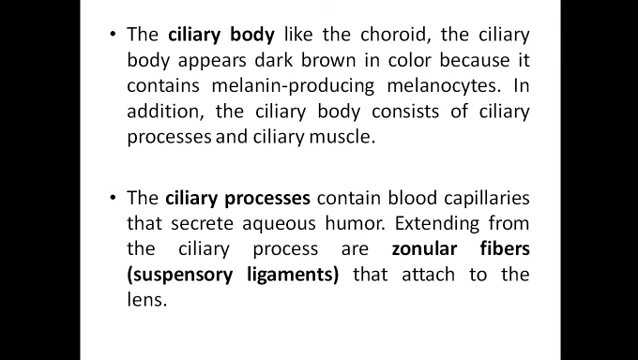 • The ciliary body like the choroid, the ciliary
body appears dark brown in color because it
contains melanin-producing melanocytes. In
addition, the ciliary body consists of ciliary
processes and ciliary muscle.
• The ciliary processes contain blood capillaries
that secrete aqueous humor. Extending from
the ciliary process are zonular fibers
(suspensory ligaments) that attach to the
lens.